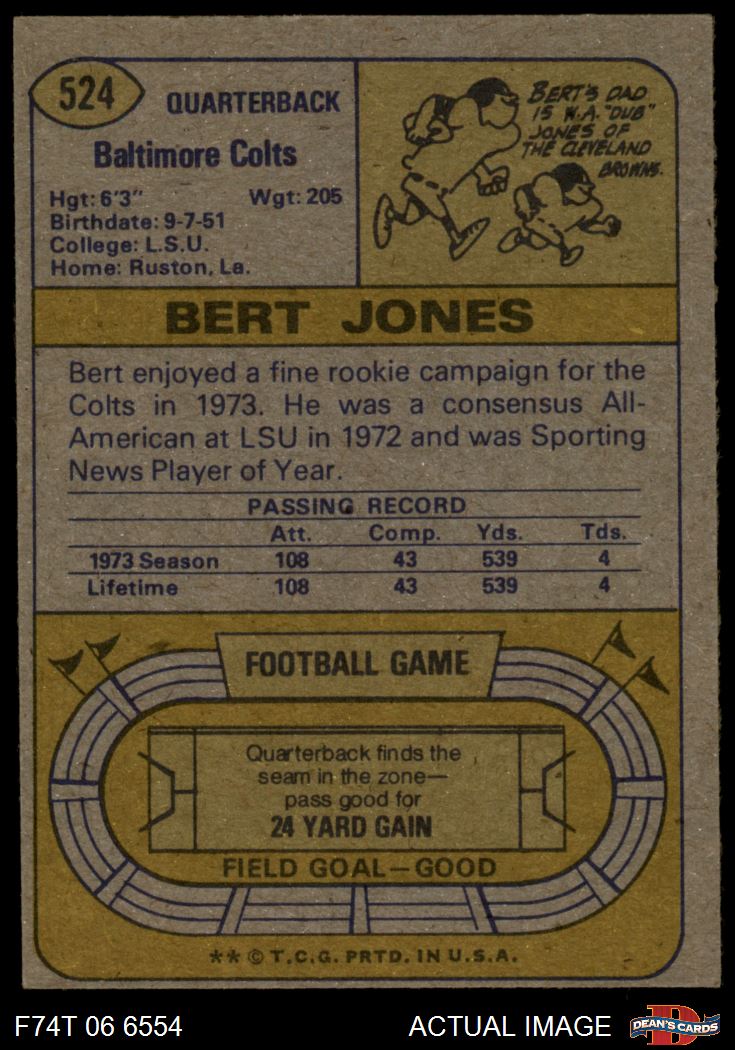 524
QUARTERBACK
Baltimore Colts
Hgt: 6'3" Wgt: 205
Birthdate: 9-7-51
College: L.S.U.
Home: Ruston, La.
BERT'S DAD
IS W.A. "DUB"
JONES OF
THE CLEVELAND
BROWNS.
BERT JONES
Bert enjoyed a fine rookie campaign for the
Colts in 1973. He was a consensus All-
American at LSU in 1972 and was Sporting
News Player of Year.
PASSING RECORD
Att. Comp. Yds. Tds.
1973 Season 108 43 539 4
Lifetime 108 43 539 4
FOOTBALL GAME
Quarterback finds the
seam in the zone—
pass good for
24 YARD GAIN
FIELD GOAL—GOOD
** © T.C.G. PRTD. IN U.S.A.
F74T 06 6554 ACTUAL IMAGE
D
DEAN'S CARDS